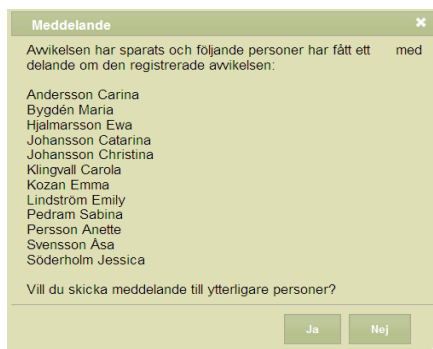 Meddelande
Avvikelsen har sparats och följande personer har fått ett med
delande om den registrerade avvikelsen:
Andersson Carina
Bygdén Maria
Hjalmarsson Ewa
Johansson Catarina
Johansson Christina
Klingvall Carola
Kozan Emma
Lindström Emily
Pedram Sabina
Persson Anette
Svensson Åsa
Söderholm Jessica
Vill du skicka meddelande till ytterligare personer?
Ja Nej